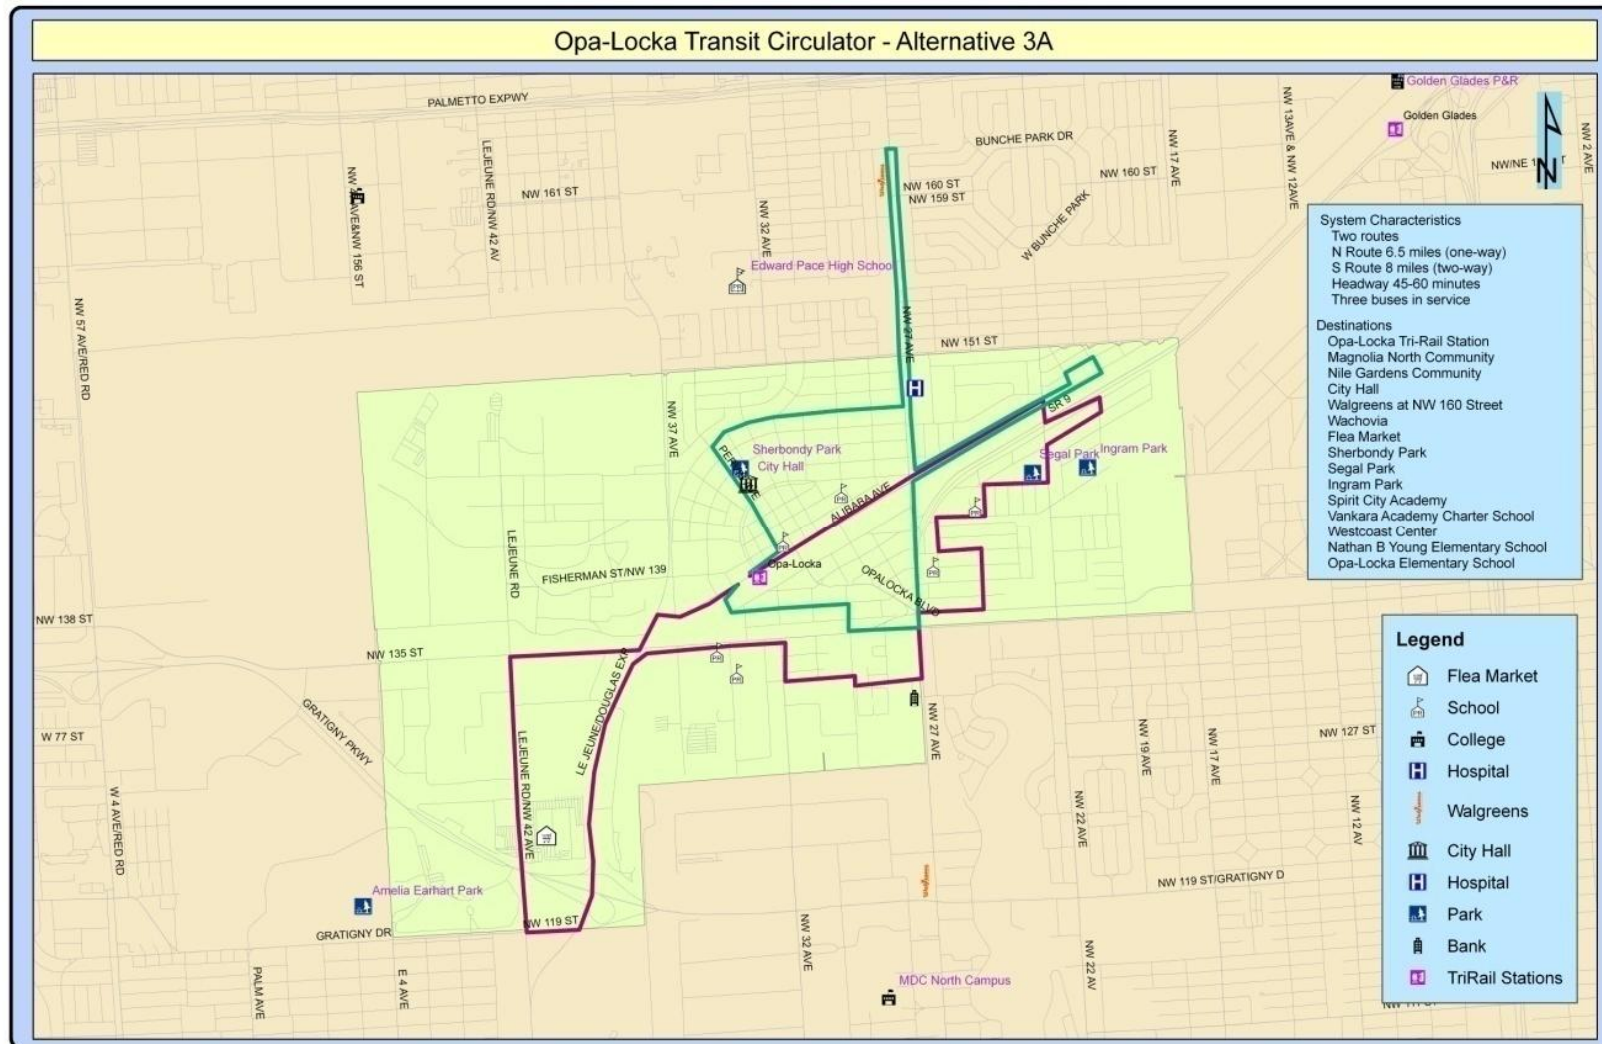 Opa-Locka Transit Circulator - Alternative 3A
Golden Glades P&R
PALMETTO EXPWY
Golden Glades
NW 13AVE & NW 12AVE
NW 2 AVE
BUNCHE PARK DR
NW 17 AVE
LEJEUNE RD/NW 42 AV
NW 160 ST
NW 160 ST
NW 161 ST
NW 159 ST
N
W BUNCHE PARK
NW 32 AVE
System Characteristics
Two routes
N Route 6.5 miles (one-way)
S Route 8 miles (two-way)
Headway 45-60 minutes
Three buses in service
Destinations
Opa-Locka Tri-Rail Station
Magnolia North Community
Nile Gardens Community
City Hall
Walgreens at NW 160 Street
Wachovia
Flea Market
Sherbondy Park
Segal Park
Ingram Park
Spirit City Academy
Vankara Academy Charter School
Westcoast Center
Nathan B Young Elementary School
Opa-Locka Elementary School
Edward Pace High School
NW 57 AVE/RED RD
NW 27 AVE
NW 151 ST
SR 9
NW 37 AVE
Sherbondy Park
City Hall
Segal Park
Ingram Park
ALIBABA AVE
LEJEUNE RD
Opa-Locka
FISHERMAN ST/NW 139
OPALOCKA BLVD
NW 138 ST
NW 135 ST
LE JEUNE/DOUGLAS EXP
GRATIGNY PKWY
W 77 ST
LEJEUNE RD/NW 42 AVE
NW 27 AVE
NW 19 AVE
NW 17 AVE
NW 127 ST
W 4 AVE/RED RD
NW 22 AVE
NW 12 AV
NW 119 ST/GRATIGNY D
Amelia Earhart Park
NW 119 ST
GRATIGNY DR
NW 32 AVE
PALM AVE
E 4 AVE
NW 22 AV
MDC North Campus
Legend
Flea Market
School
College
Hospital
Walgreens
City Hall
Hospital
Park
Bank
TriRail Stations